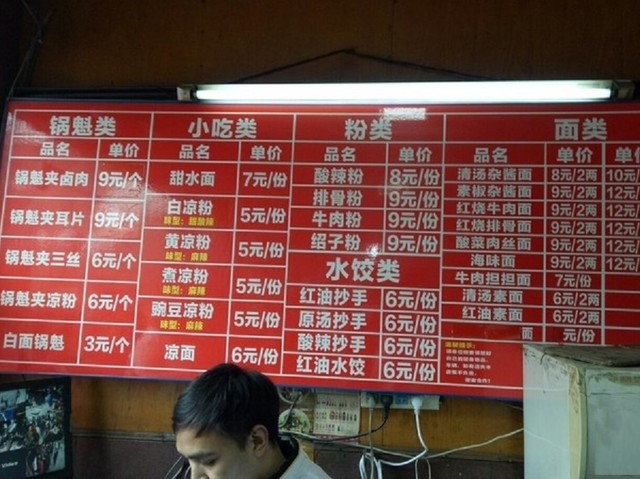 锅魁类
品名 单价
锅魁夹卤肉 9元/个
锅魁夹耳片 9元/个
锅魁夹三丝 6元/个
锅魁夹凉粉 6元/个
白面锅魁 3元/个
小吃类
品名 单价
甜水面 7元/份
白凉粉 5元/份
黄凉粉 5元/份
味型：麻辣
煮凉粉 5元/份
味型：麻辣
豌豆凉粉 5元/份
味型：麻辣
凉面 6元/份
粉类
品名 单价
酸辣粉 8元/份
排骨粉 9元/份
牛肉粉 9元/份
绍子粉 9元/份
水饺类
红油抄手 6元/份
原汤抄手 6元/份
酸辣抄手 6元/份
红油水饺 6元/份
面类
品名 单价 单
清汤杂酱面 8元/2两 10元/
素椒杂酱面 9元/2两 12元
红烧牛肉面 9元/2两 12元
红烧排骨面 9元/2两 12元
酸菜肉丝面 9元/2两 12元
海味面 9元/2两 12元
牛肉担担面 7元/份
清汤素面 6元/2两
红油素面 6元/2两
面 元/份
温馨提示：
Video